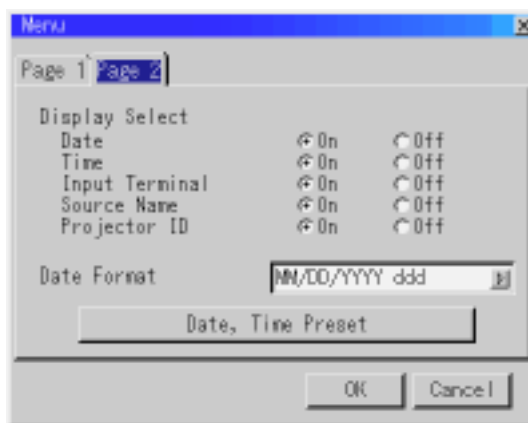 Menu
Page 1 Page 2
Display Select
Date On Off
Time On Off
Input Terminal On Off
Source Name On Off
Projector ID On Off
Date Format MM/DD/YYYY ddd
Date, Time Preset
OK Cancel